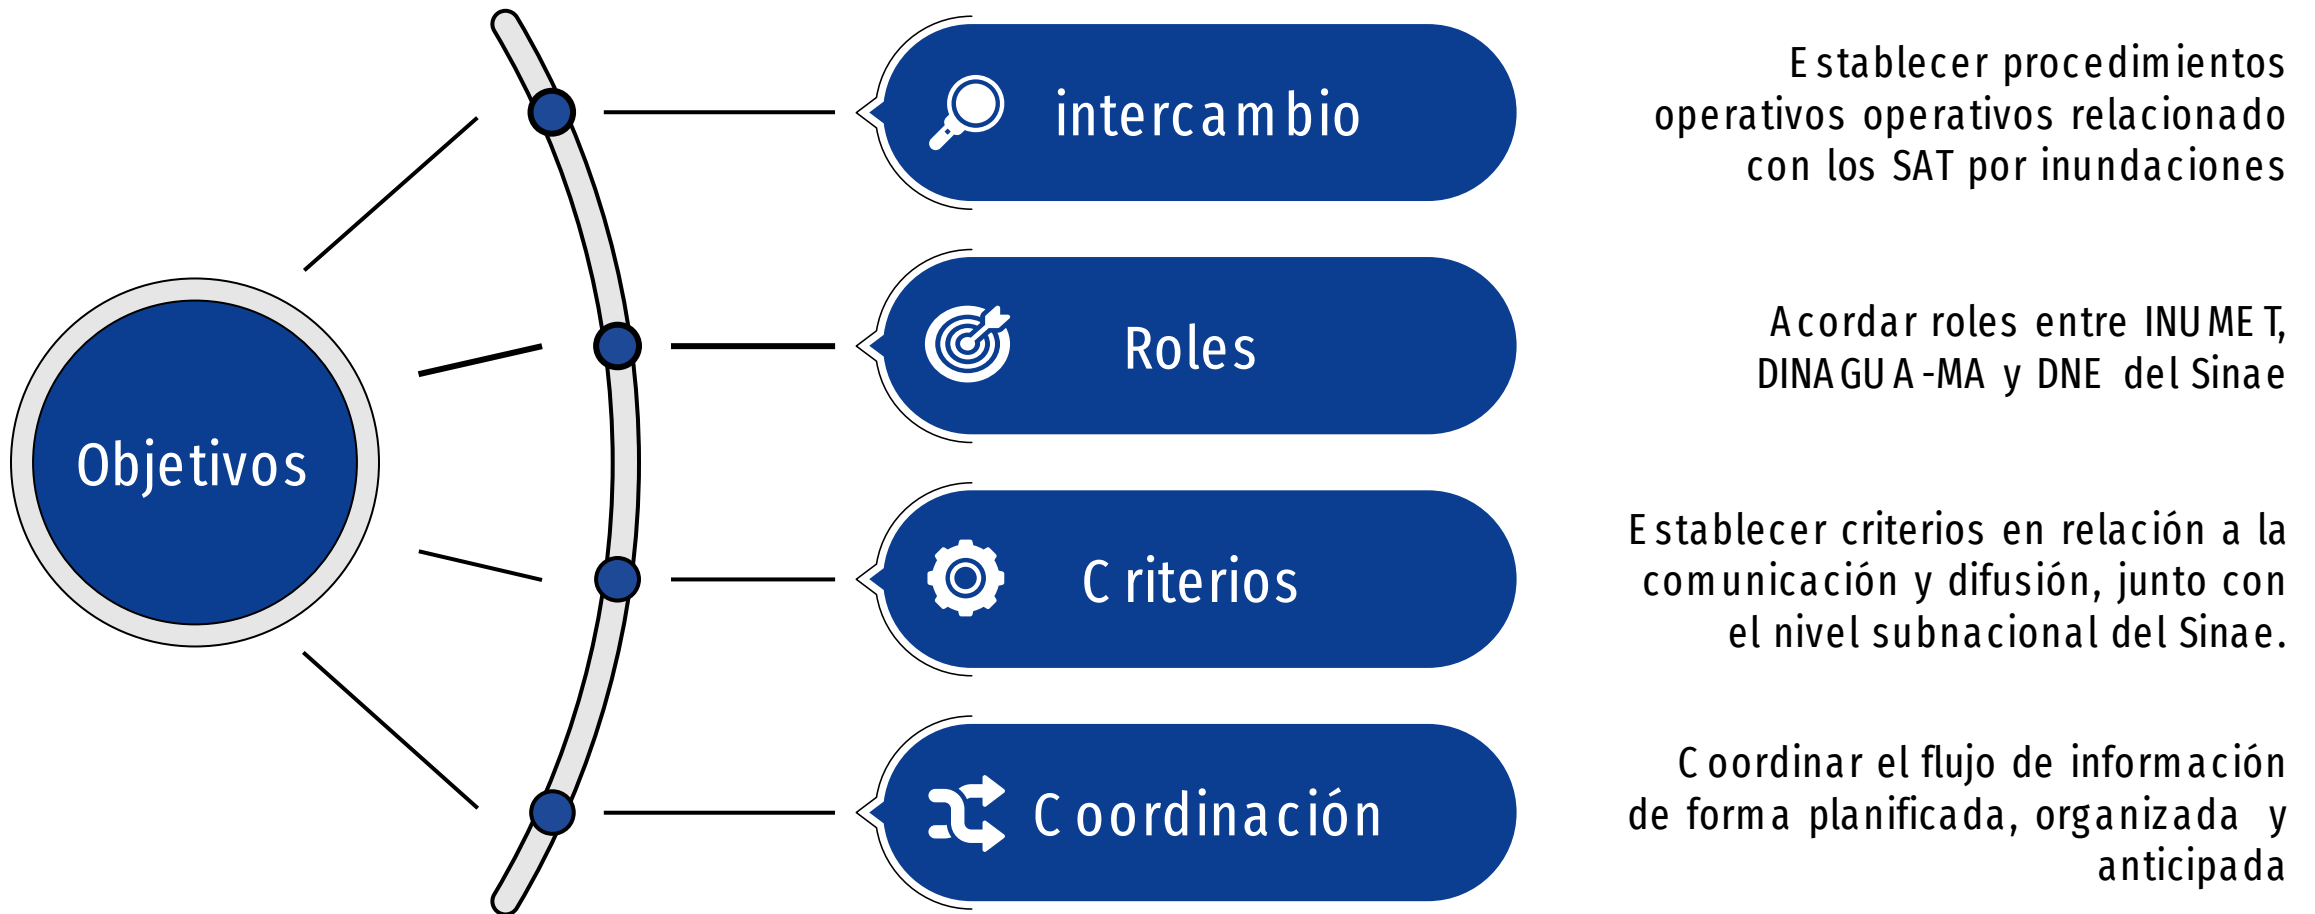 Objetivos
intercambio
Establecer procedimientos
operativos operativos relacionado
con los SAT por inundaciones
Roles
Acordar roles entre INUMET,
DINAGUA-MA y DNE del Sinae
Criterios
Establecer criterios en relación a la
comunicación y difusión, junto con
el nivel subnacional del Sinae.
Coordinación
Coordinar el flujo de información
de forma planificada, organizada y
anticipada